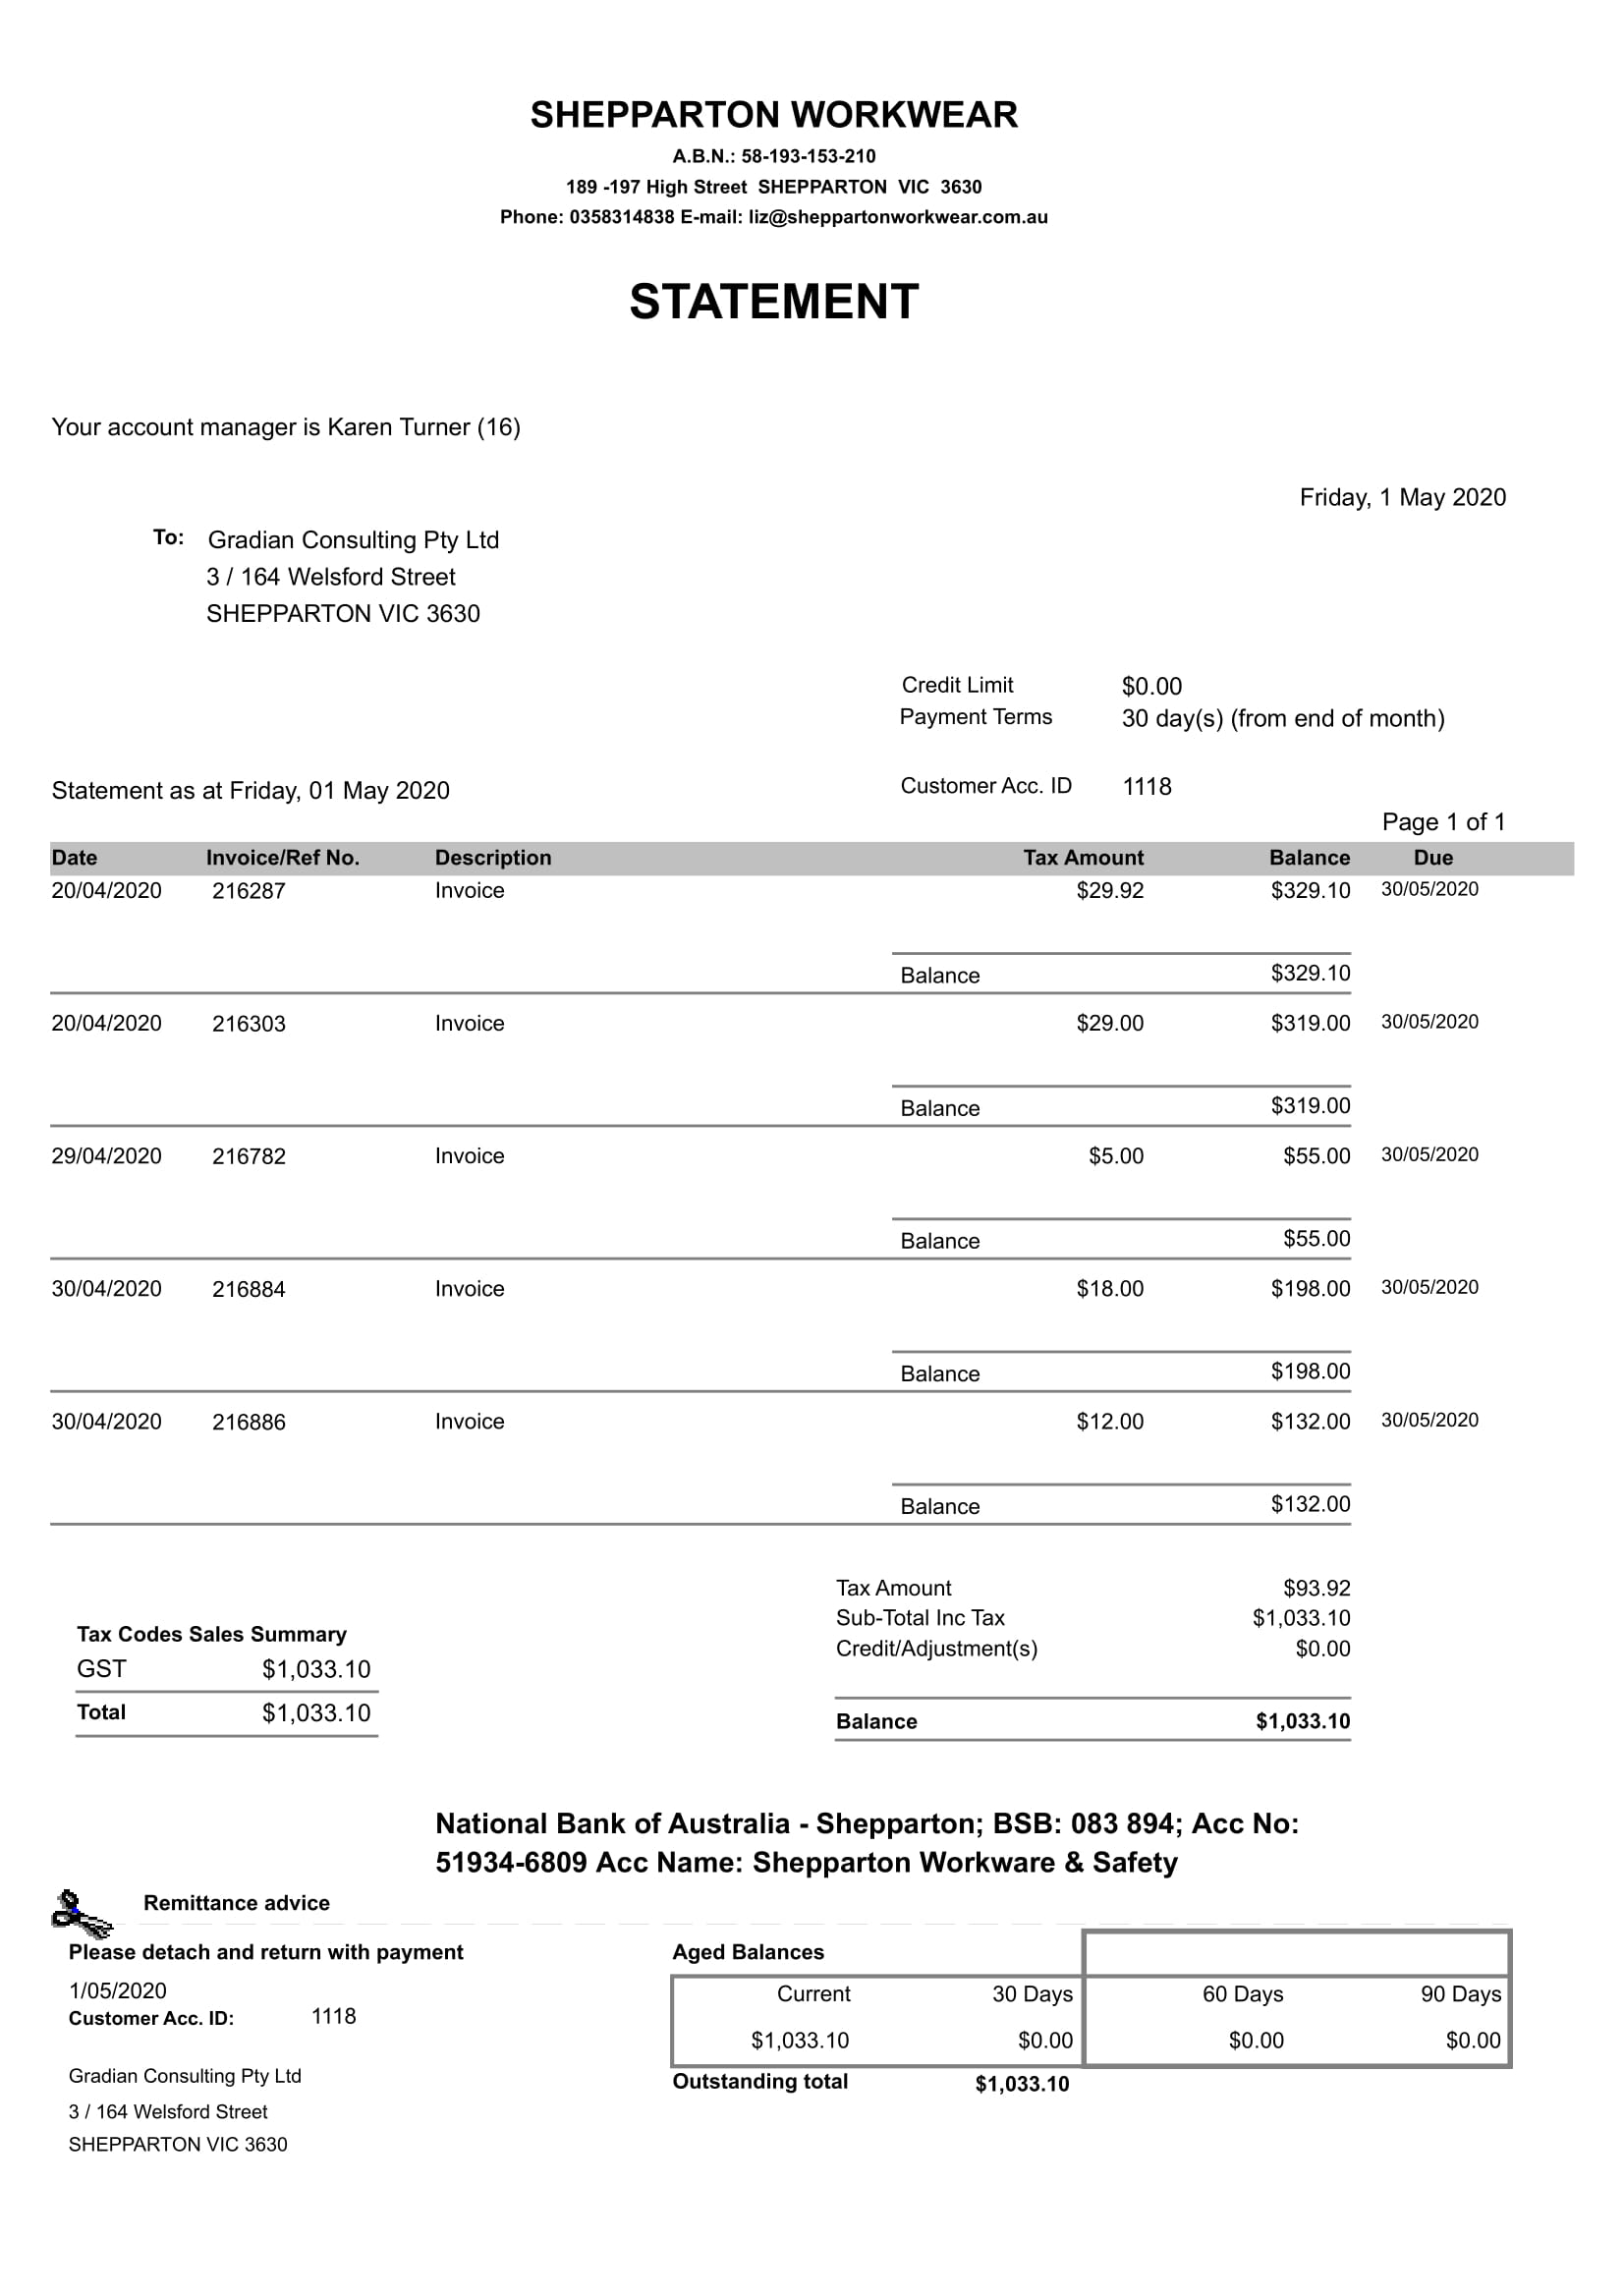 SHEPPARTON WORKWEAR
A.B.N.: 58-193-153-210
189 -197 High Street  SHEPPARTON  VIC  3630
Phone: 0358314838 E-mail: liz@sheppartonworkwear.com.au
STATEMENT
Your account manager is Karen Turner (16)
Friday, 1 May 2020
To: Gradian Consulting Pty Ltd
3 / 164 Welsford Street
SHEPPARTON VIC 3630
Credit Limit $0.00
Payment Terms 30 day(s) (from end of month)
Statement as at Friday, 01 May 2020 Customer Acc. ID 1118
Page 1 of 1
Date Invoice/Ref No. Description Tax Amount Balance Due
20/04/2020 216287 Invoice $29.92 $329.10 30/05/2020
Balance $329.10
20/04/2020 216303 Invoice $29.00 $319.00 30/05/2020
Balance $319.00
29/04/2020 216782 Invoice $5.00 $55.00 30/05/2020
Balance $55.00
30/04/2020 216884 Invoice $18.00 $198.00 30/05/2020
Balance $198.00
30/04/2020 216886 Invoice $12.00 $132.00 30/05/2020
Balance $132.00
Tax Amount $93.92
Sub-Total Inc Tax $1,033.10
Credit/Adjustment(s) $0.00
Balance $1,033.10
Tax Codes Sales Summary
GST $1,033.10
Total $1,033.10
National Bank of Australia - Shepparton; BSB: 083 894; Acc No:
51934-6809 Acc Name: Shepparton Workware & Safety
Remittance advice
Please detach and return with payment
1/05/2020
Customer Acc. ID: 1118
Gradian Consulting Pty Ltd
3 / 164 Welsford Street
SHEPPARTON VIC 3630
Aged Balances
Current 30 Days 60 Days 90 Days
$1,033.10 $0.00 $0.00 $0.00
Outstanding total $1,033.10